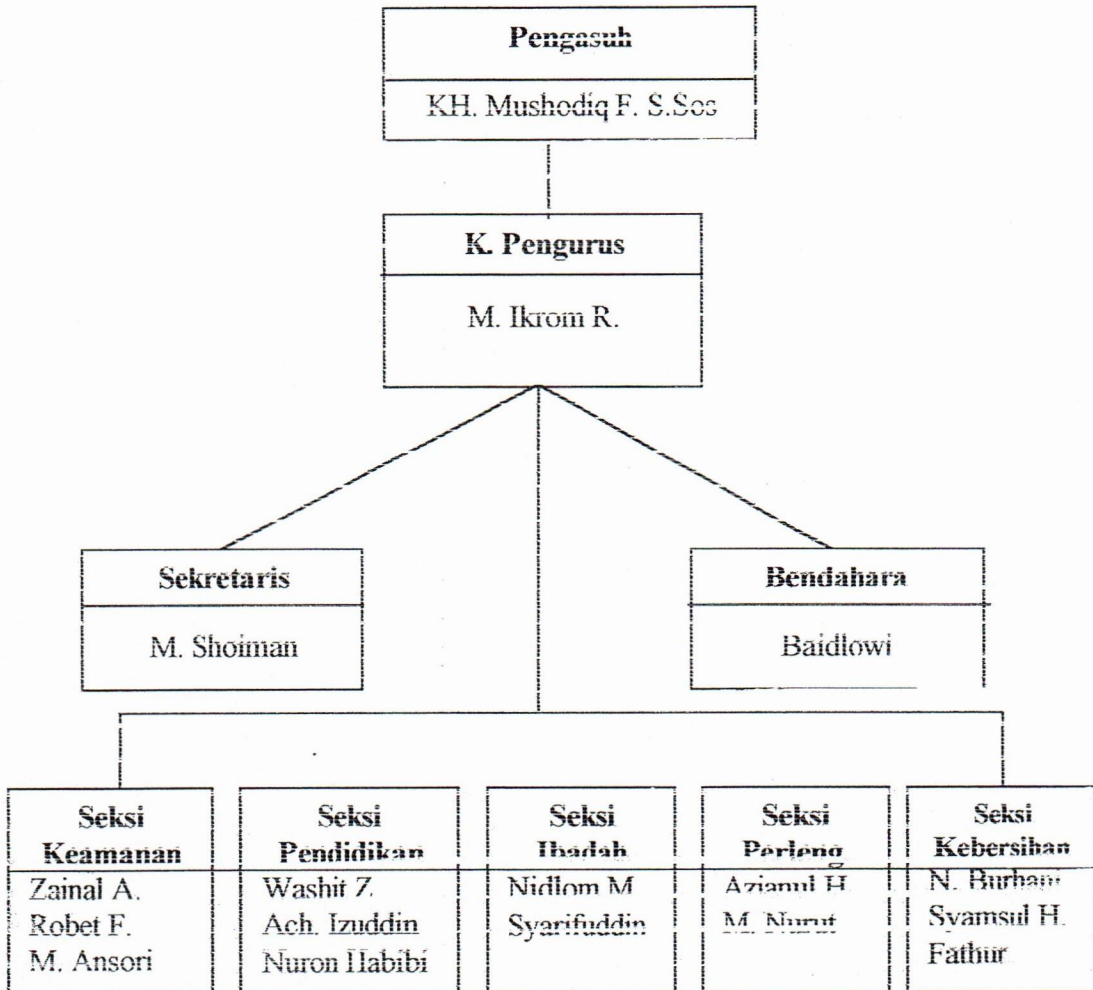 Pengasuh
KH. Mushodiq F. S.Sos
K. Pengurus
M. Ikrom R.
Sekretaris
M. Shoiman
Bendahara
Baidlowi
Seksi
Keamanan
Zainal A.
Robet F.
M. Ansori
Seksi
Pendidikan
Washit Z.
Ach. Izuddin
Nuron Habibi
Seksi
Ibadah
Nidlom M
Syarifuddin
Seksi
Perleng
H
M.
Seksi
Kebersihan
N. Burhani
Syamsul H.
Fathur